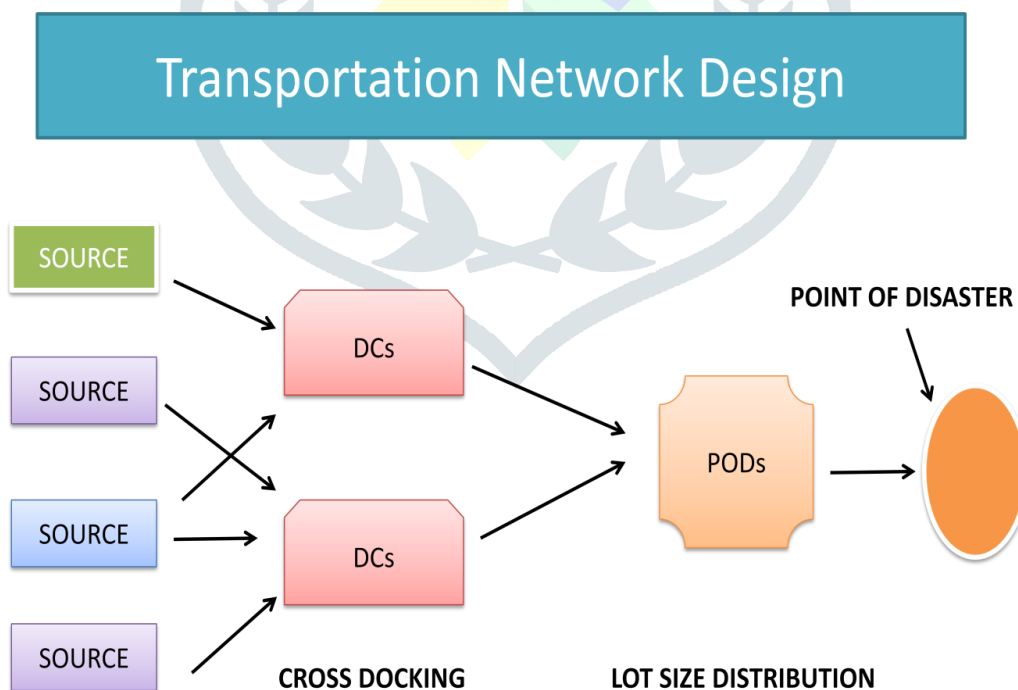 Transportation Network Design
SOURCE
POINT OF DISASTER
DCs
SOURCE
PODs
SOURCE
DCs
SOURCE
CROSS DOCKING
LOT SIZE DISTRIBUTION